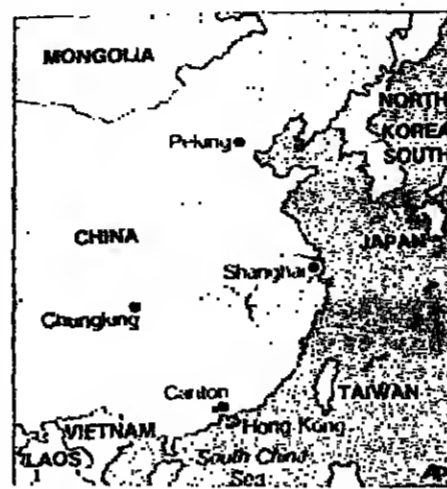 MONGOLIA
NORTH
KOREA
SOUTH
Peking
CHINA
JAPAN
Shanghai
Chungking
Canton
TAIWAN
Hong Kong
VIETNAM
LAOS
South China
Sea